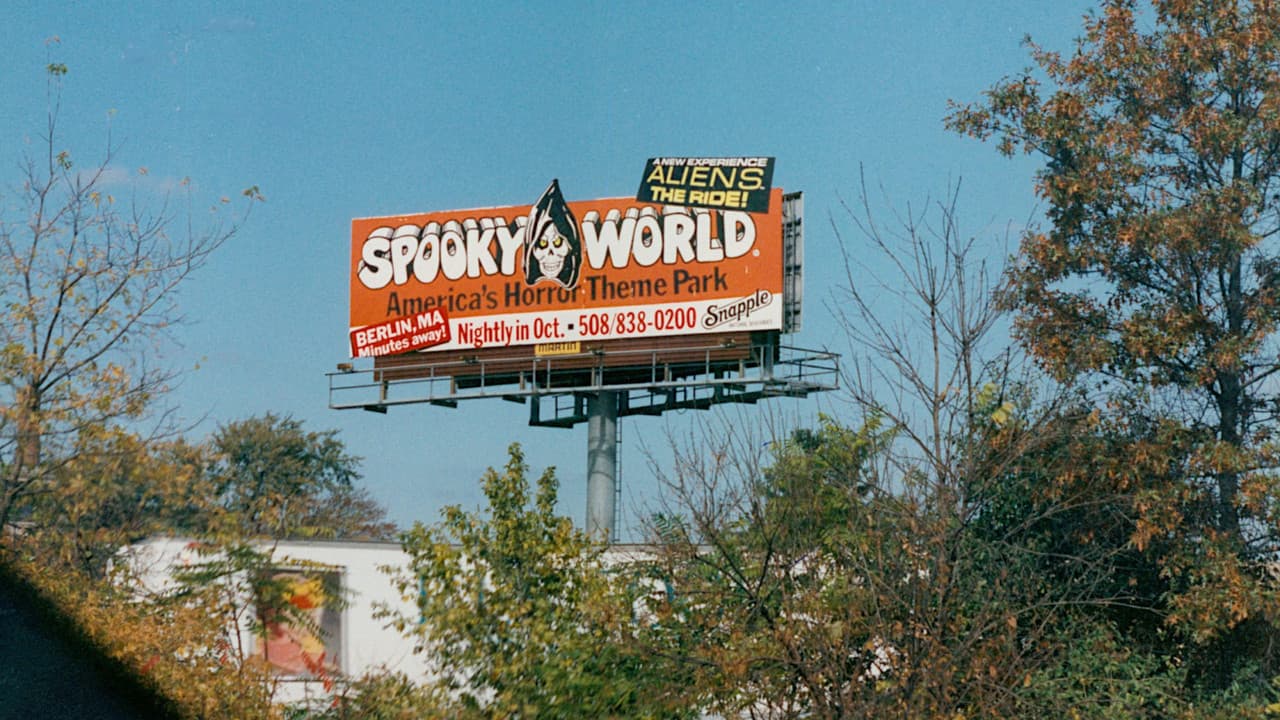 A NEW EXPERIENCE
ALIENS
THE RIDE!
SPOOKY WORLD
America's Horror Theme Park
BERLIN, MA
Minutes away!
Nightly in Oct. ▪ 508/838-0200
Snapple
MARTIN